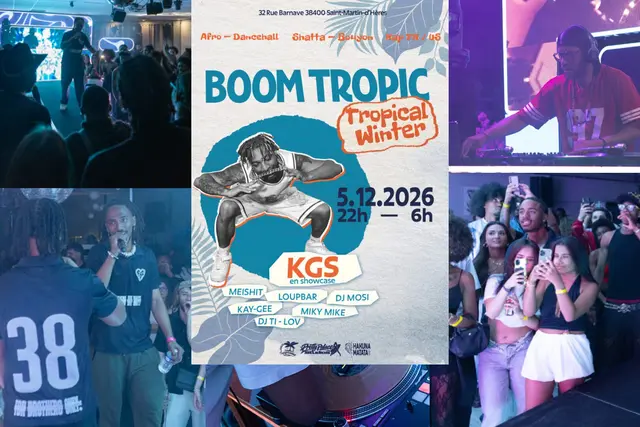 32 Rue Barnave 38400 Saint-Martin-d'Hères
Afro — Dancehall Shatta — Bouyon Rap FR — US
BOOM TROPIC
Tropical
Winter
5.12.2026
22h — 6h
KGS
en showcase
MEISHIT LOUPBAR DJ MOSI
KAY-GEE MIKY MIKE
DJ TI - LOV
HAKUNA
MATATA
38
97